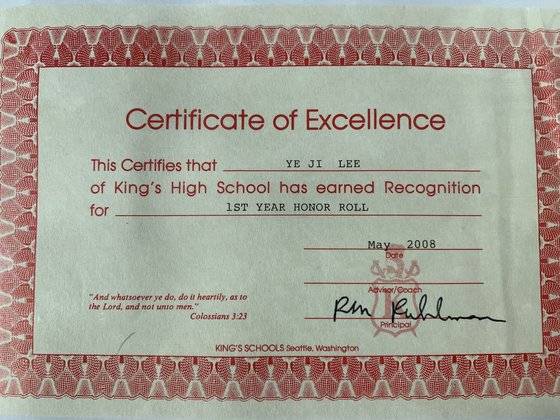 Certificate of Excellence
This Certifies that YE JI LEE
of King's High School has earned Recognition
for 1ST YEAR HONOR ROLL
May 2008
Date
Advisor/Coach
"And whatsoever ye do, do it heartily, as to
the Lord, and not unto men."
Colossians 3:23
Principal
KING'S SCHOOLS Seattle, Washington